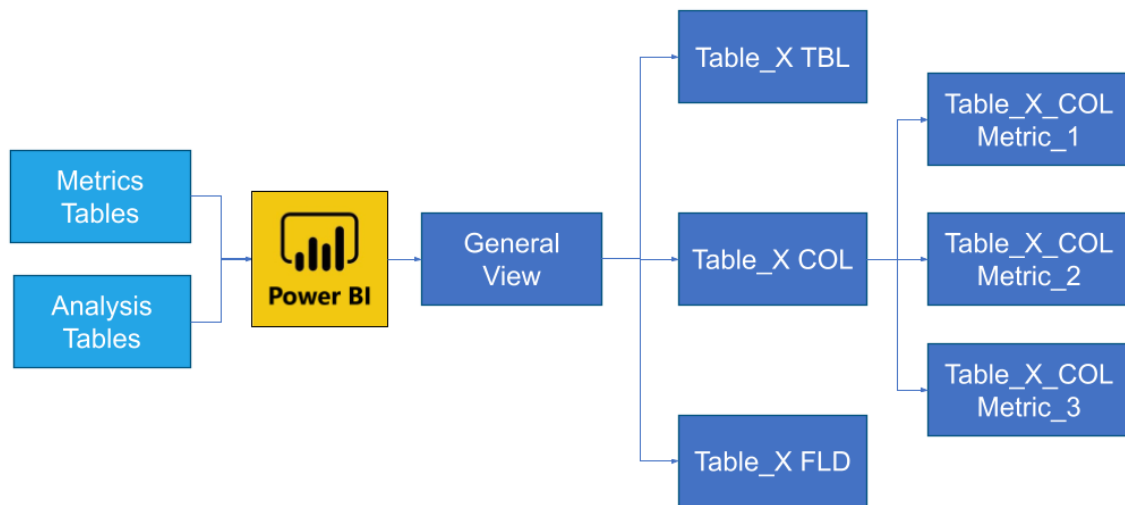 Metrics
Tables
Analysis
Tables
Power BI
General
View
Table_X TBL
Table_X COL
Table_X FLD
Table_X_COL
Metric_1
Table_X_COL
Metric_2
Table_X_COL
Metric_3